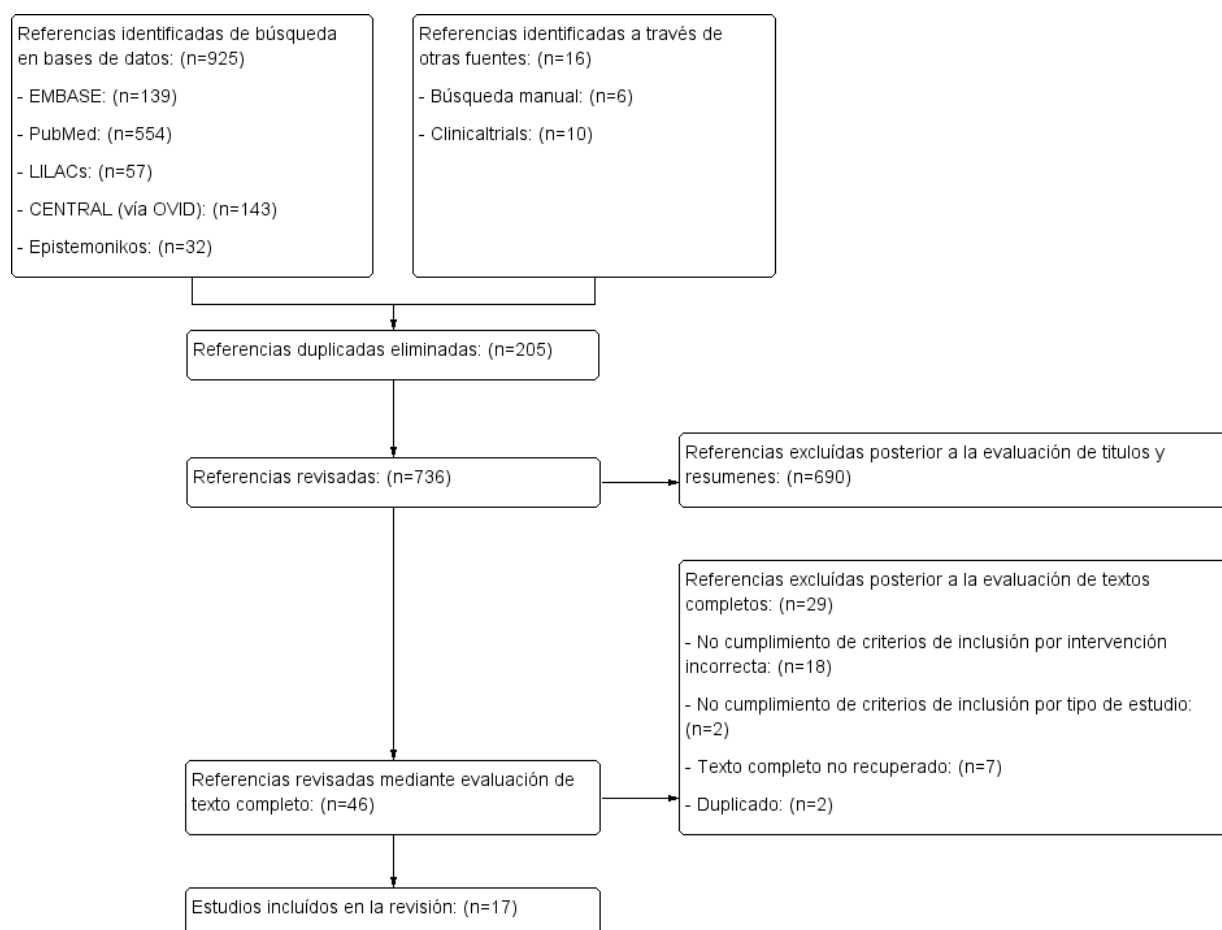 Referencias identificadas de búsqueda
en bases de datos: (n=925)
- EMBASE: (n=139)
- PubMed: (n=554)
- LILACs: (n=57)
- CENTRAL (vía OVID): (n=143)
- Epistemonikos: (n=32)
Referencias identificadas a través de
otras fuentes: (n=16)
- Búsqueda manual: (n=6)
- Clinicaltrials: (n=10)
Referencias duplicadas eliminadas: (n=205)
Referencias revisadas: (n=736)
Referencias excluídas posterior a la evaluación de titulos y
resumenes: (n=690)
Referencias excluídas posterior a la evaluación de textos
completos: (n=29)
- No cumplimiento de criterios de inclusión por intervención
incorrecta: (n=18)
- No cumplimiento de criterios de inclusión por tipo de estudio:
(n=2)
- Texto completo no recuperado: (n=7)
- Duplicado: (n=2)
Referencias revisadas mediante evaluación de
texto completo: (n=46)
Estudios incluídos en la revisión: (n=17)